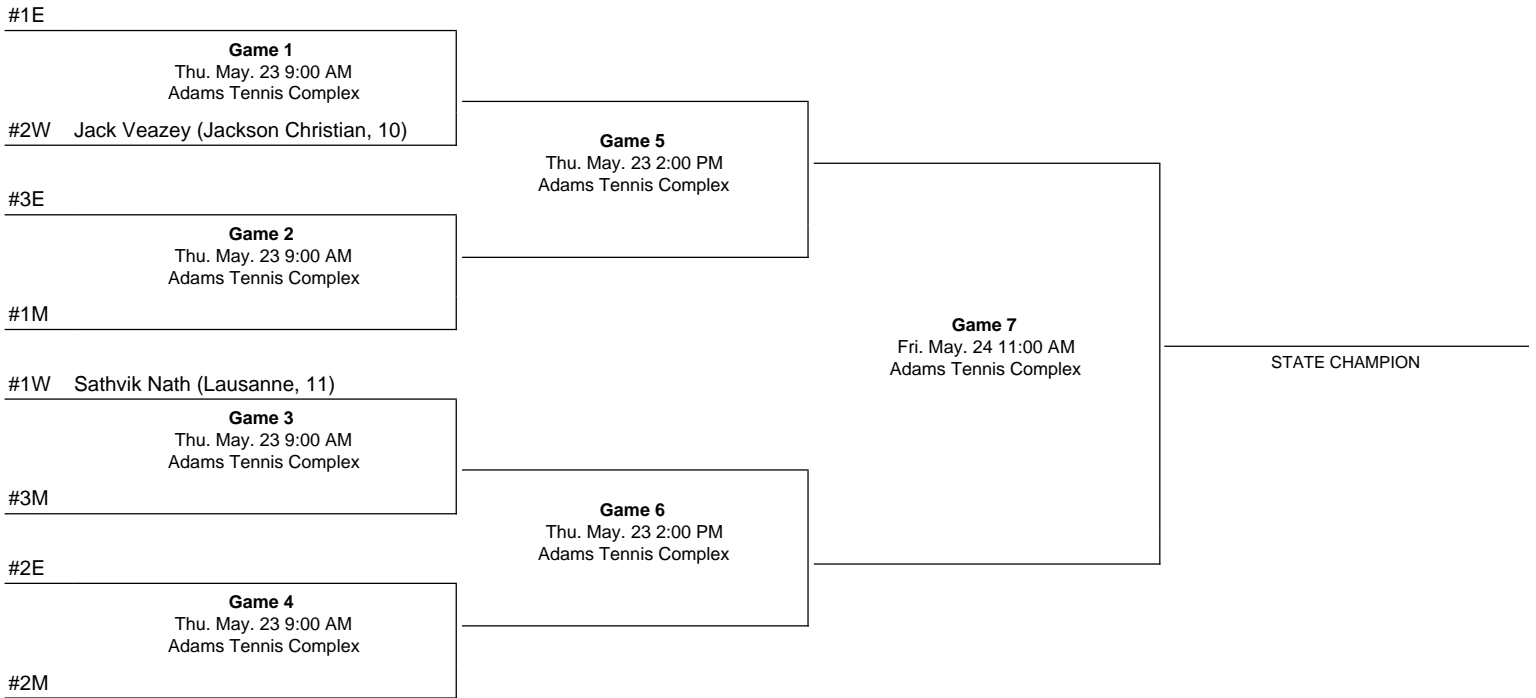 #1E
Game 1
Thu. May. 23 9:00 AM
Adams Tennis Complex
#2W Jack Veazey (Jackson Christian, 10)
Game 5
Thu. May. 23 2:00 PM
Adams Tennis Complex
#3E
Game 2
Thu. May. 23 9:00 AM
Adams Tennis Complex
#1M
Game 7
Fri. May. 24 11:00 AM
Adams Tennis Complex
STATE CHAMPION
#1W Sathvik Nath (Lausanne, 11)
Game 3
Thu. May. 23 9:00 AM
Adams Tennis Complex
#3M
Game 6
Thu. May. 23 2:00 PM
Adams Tennis Complex
#2E
Game 4
Thu. May. 23 9:00 AM
Adams Tennis Complex
#2M